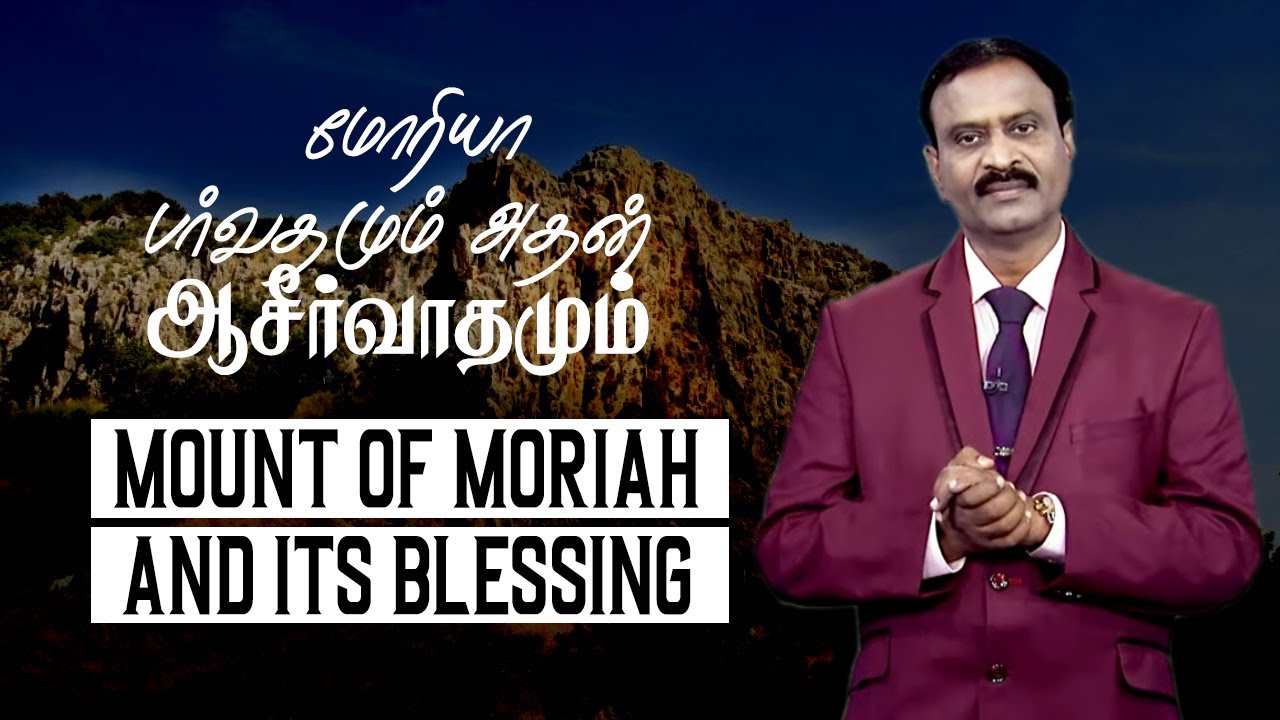 மோரியா
பர்வதமும் அதன்
ஆசீர்வாதமும்
MOUNT OF MORIAH
AND ITS BLESSING